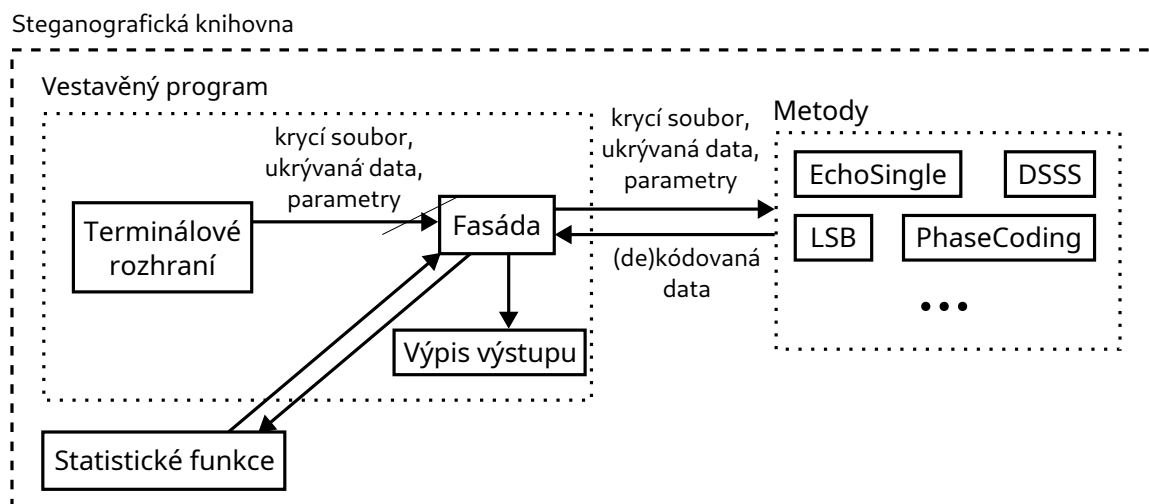 Steganografická knihovna
Vestavěný program
krycí soubor,
ukrývaná data,
parametry
Terminálové
rozhraní
Fasáda
Výpis výstupu
Statistické funkce
krycí soubor,
ukrývaná data,
parametry
(de)kódovaná
data
Metody
EchoSingle
DSSS
LSB
PhaseCoding
•••